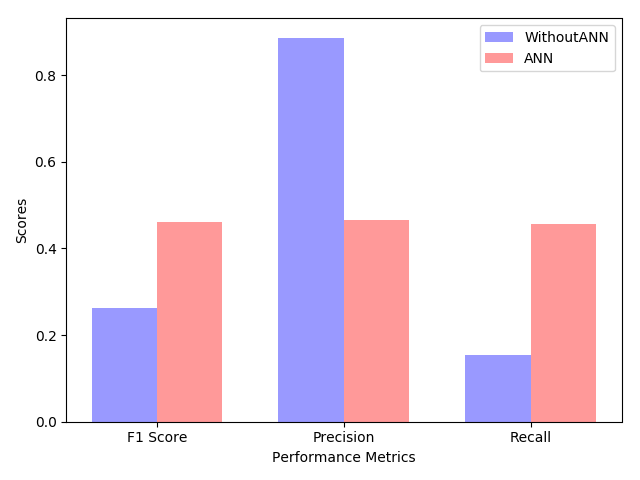 WithoutANN
ANN
Scores
0.8
0.6
0.4
0.2
0.0
F1 Score
Precision
Recall
Performance Metrics